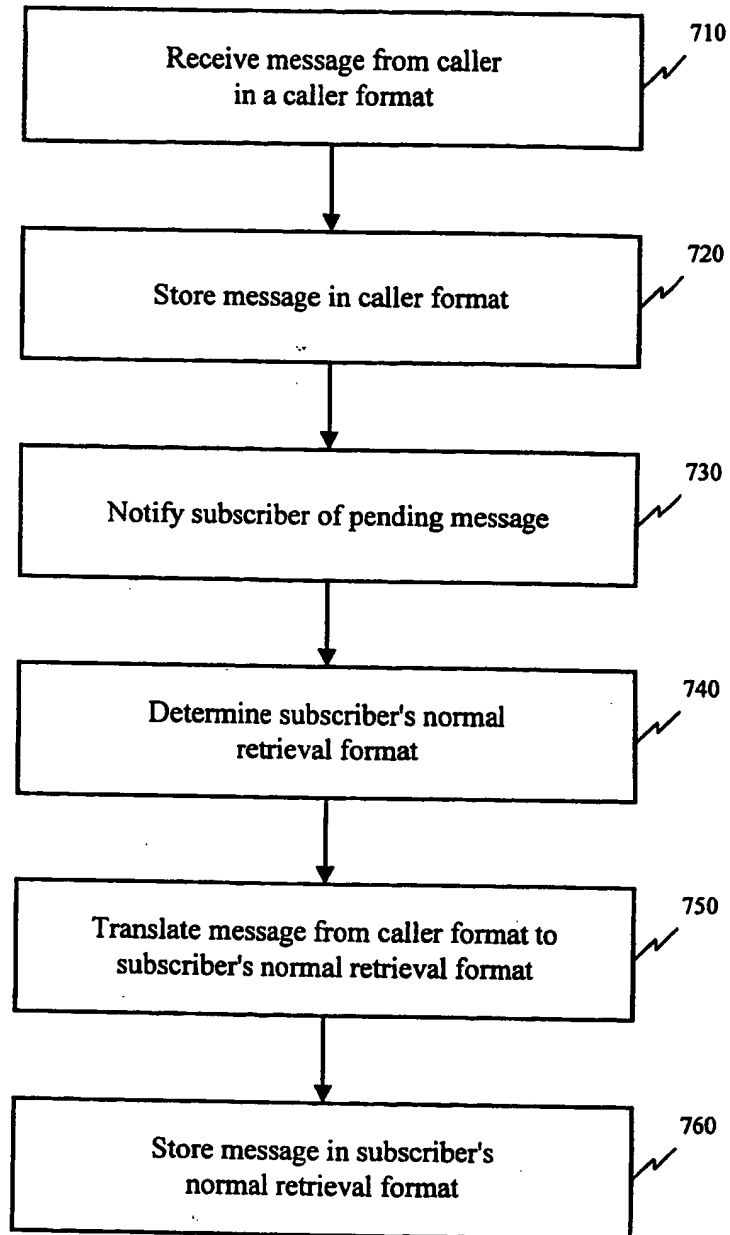 710
Receive message from caller
in a caller format
720
Store message in caller format
730
Notify subscriber of pending message
740
Determine subscriber's normal
retrieval format
750
Translate message from caller format to
subscriber's normal retrieval format
760
Store message in subscriber's
normal retrieval format